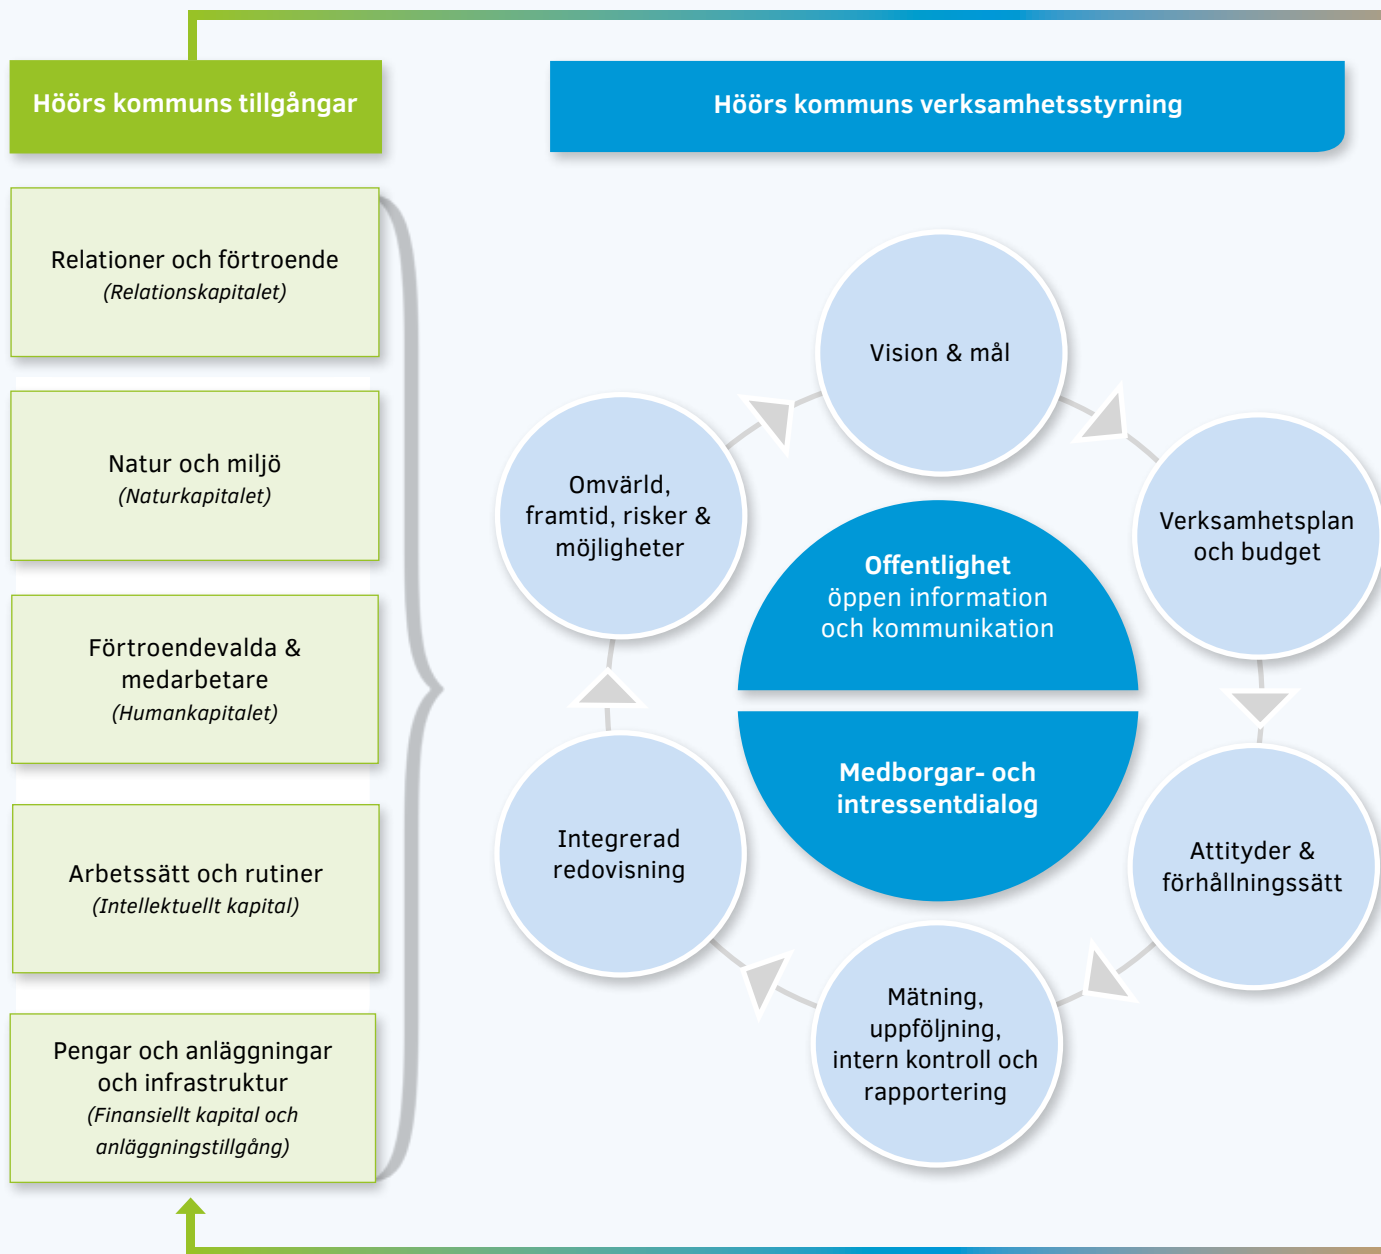 Höörs kommuns tillgångar
Relationer och förtroende
(Relationskapitalet)
Natur och miljö
(Naturkapitalet)
Förtroendevalda &
medarbetare
(Humankapitalet)
Arbetssätt och rutiner
(Intellektuellt kapital)
Pengar och anläggningar
och infrastruktur
(Finansiellt kapital och
anläggningstillgång)
Höörs kommuns verksamhetsstyrning
Vision & mål
Verksamhetsplan
och budget
Attityder &
förhållningssätt
Mätning,
uppföljning,
intern kontroll och
rapportering
Integrerad
redovisning
Omvärld,
framtid, risker &
möjligheter
Offentlighet
öppen information
och kommunikation
Medborgar- och
intressentdialog